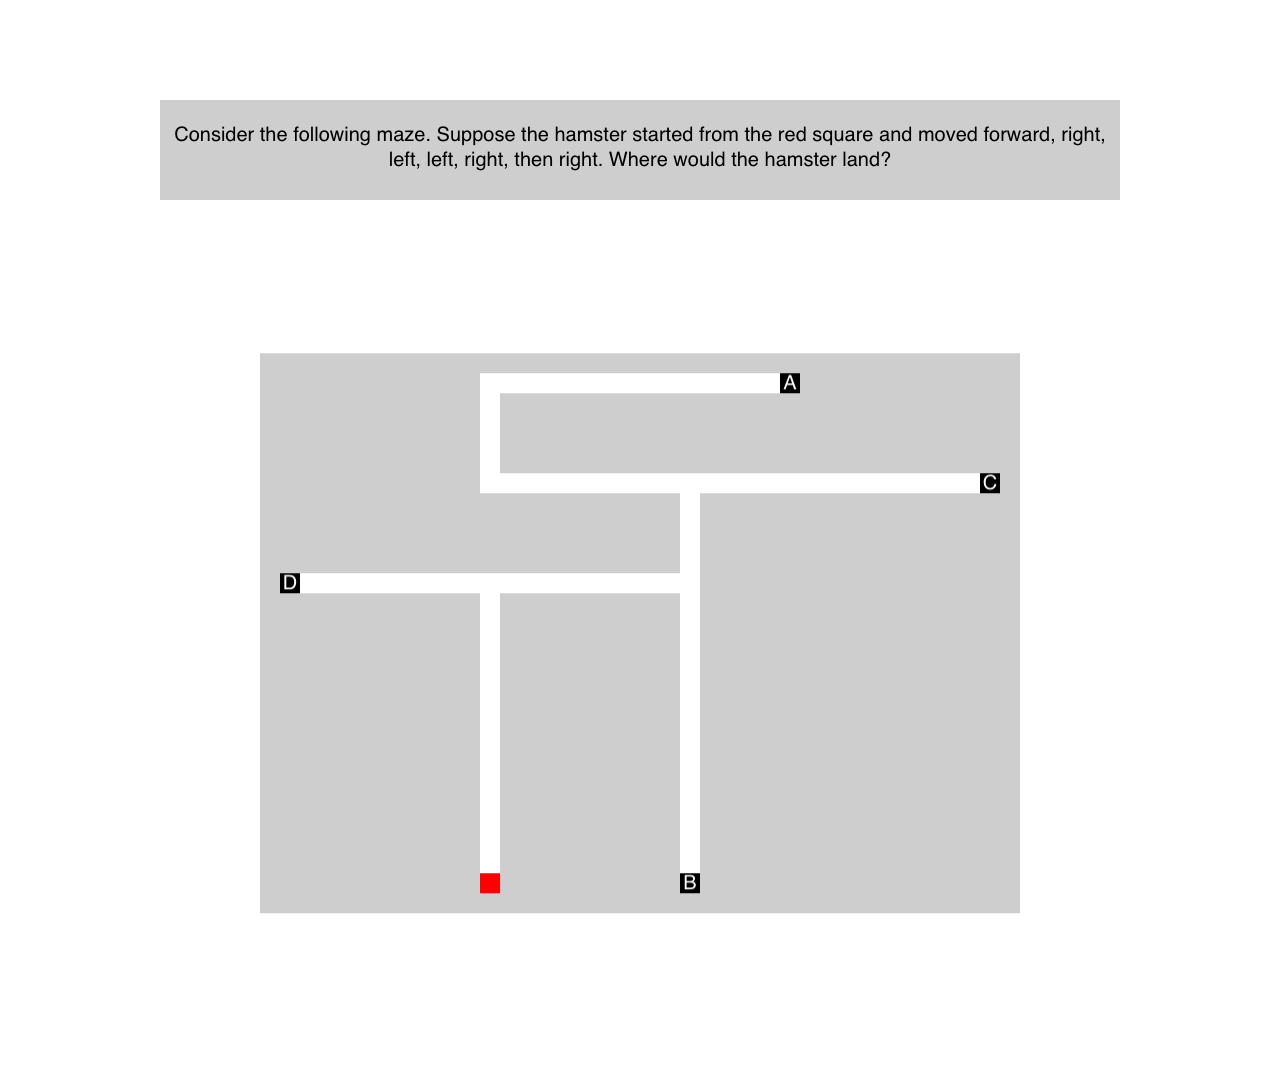 Consider the following maze. Suppose the hamster started from the red square and moved forward, right,
left, left, right, then right. Where would the hamster land?
A
C
D
B